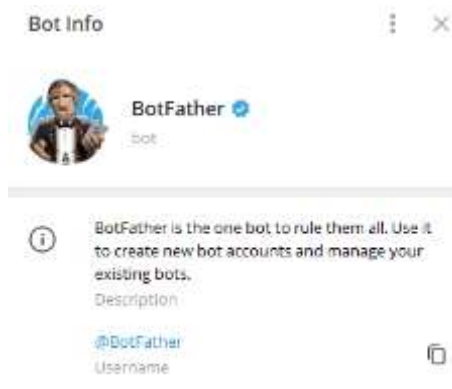 Bot Info
BotFather
bot
BotFather is the one bot to rule them all. Use it
to create new bot accounts and manage your
existing bots.
Description
@BotFather
Username